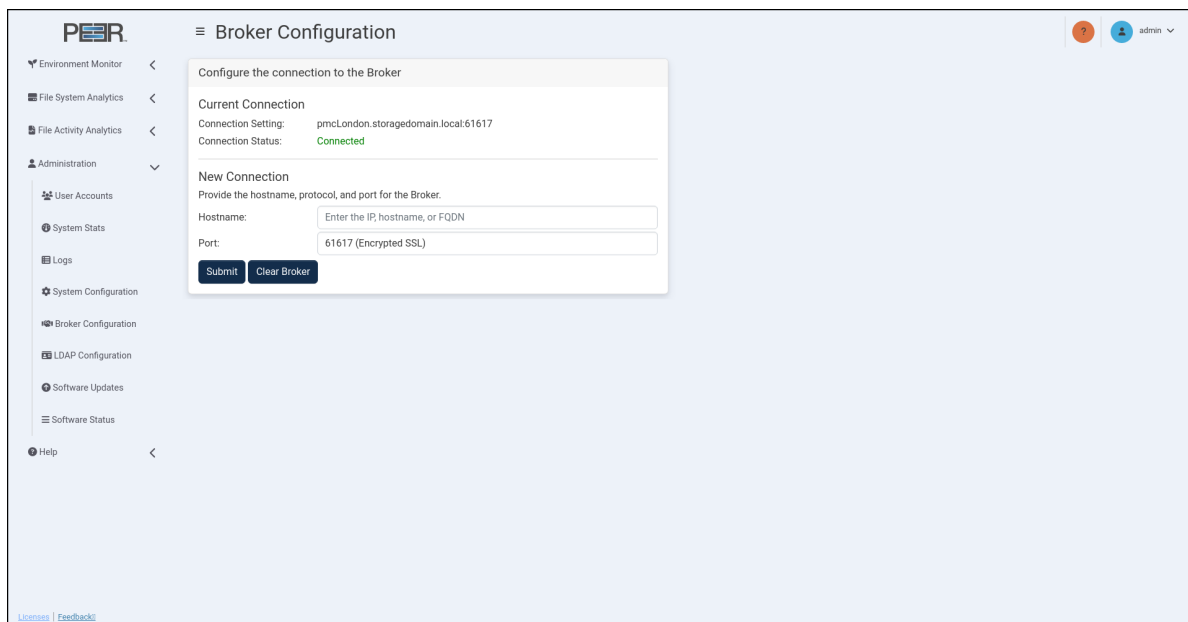 PEER
Broker Configuration
?
admin
Environment Monitor
File System Analytics
File Activity Analytics
Administration
User Accounts
System Stats
Logs
System Configuration
Broker Configuration
LDAP Configuration
Software Updates
Software Status
Help
Configure the connection to the Broker
Current Connection
Connection Setting: pmcLondon.storagedomain.local:61617
Connection Status: Connected
New Connection
Provide the hostname, protocol, and port for the Broker.
Hostname: Enter the IP, hostname, or FQDN
Port: 61617 (Encrypted SSL)
Submit Clear Broker
Licenses | Feedback